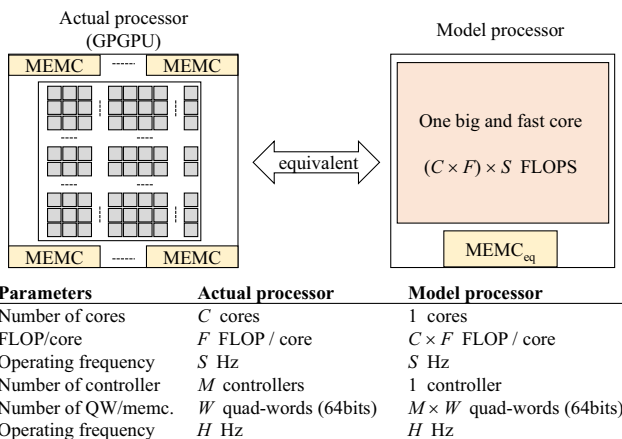 Actual processor
(GPGPU)
Model processor
MEMC ------ MEMC
One big and fast core
(C × F) × S FLOPS
equivalent
MEMC ------ MEMC
MEMCeq
Parameters Actual processor Model processor
Number of cores C cores 1 cores
FLOP/core F FLOP / core C × F FLOP / core
Operating frequency S Hz S Hz
Number of controller M controllers 1 controller
Number of QW/memc. W quad-words (64bits) M × W quad-words (64bits)
Operating frequency H Hz H Hz